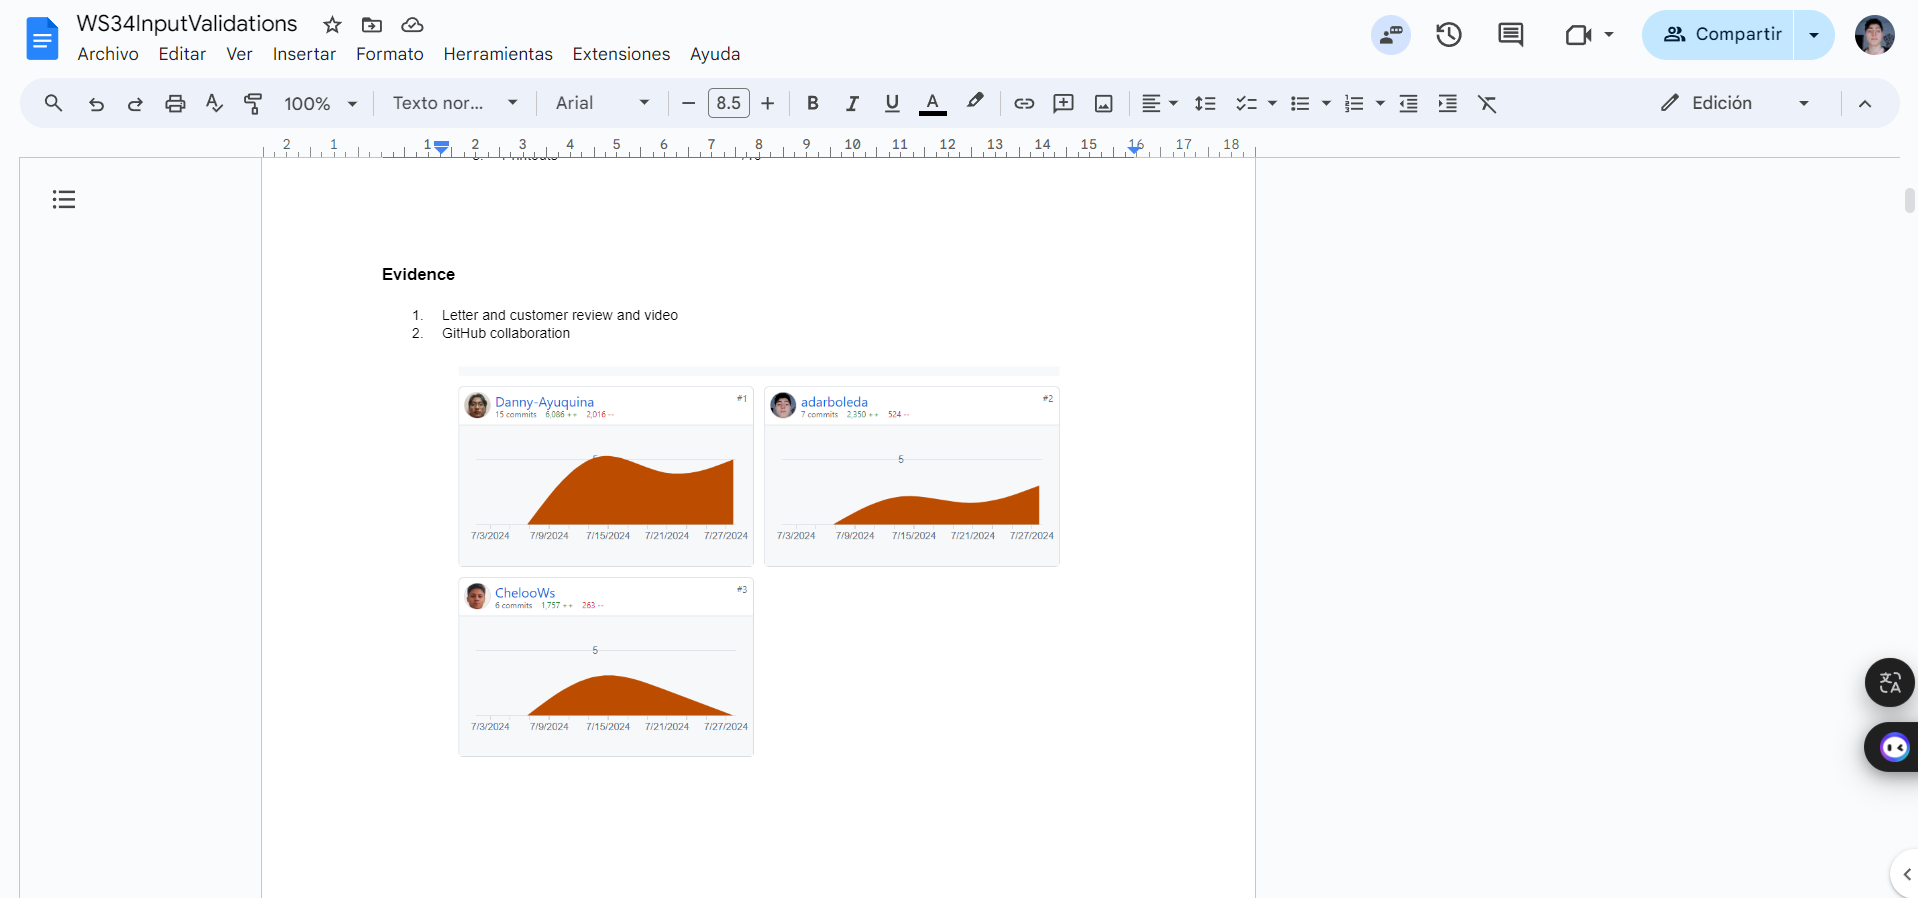 WS34InputValidations
Archivo Editar Ver Insertar Formato Herramientas Extensiones Ayuda
Compartir
100% Texto nor... Arial 8.5 Edición
2 1 1 2 3 4 5 6 7 8 9 10 11 12 13 14 15 16 17 18
Evidence
1. Letter and customer review and video
2. GitHub collaboration
Danny-Ayuquina #1
15 commits 6,086 ++ 2,016 --
5
7/3/2024 7/9/2024 7/15/2024 7/21/2024 7/27/2024
adarboleda #2
7 commits 2,350 ++ 524 --
5
7/3/2024 7/9/2024 7/15/2024 7/21/2024 7/27/2024
ChelooWs #3
6 commits 1,757 ++ 263 --
5
7/3/2024 7/9/2024 7/15/2024 7/21/2024 7/27/2024